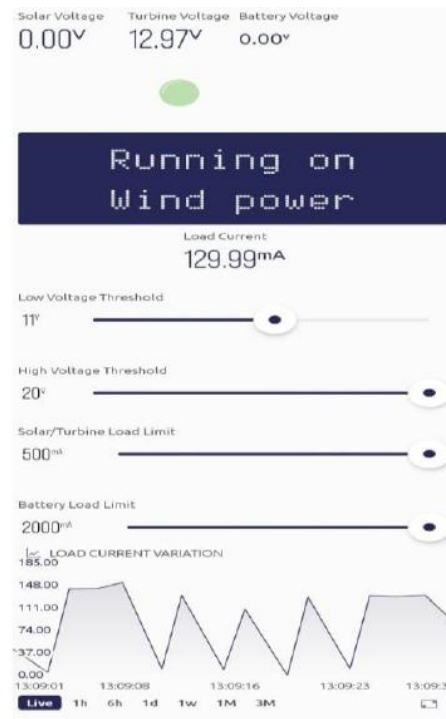 Solar Voltage Turbine Voltage Battery Voltage
0.00V 12.97V 0.00V
Running on
Wind power
Load Current
129.99mA
Low Voltage Threshold
11V
High Voltage Threshold
20V
Solar/Turbine Load Limit
500mA
Battery Load Limit
2000mA
LOAD CURRENT VARIATION
185.00
148.00
111.00
74.00
37.00
0.00
13:09:01 13:09:08 13:09:16 13:09:23 13:09:3
Live 1h 6h 1d 1w 1M 3M